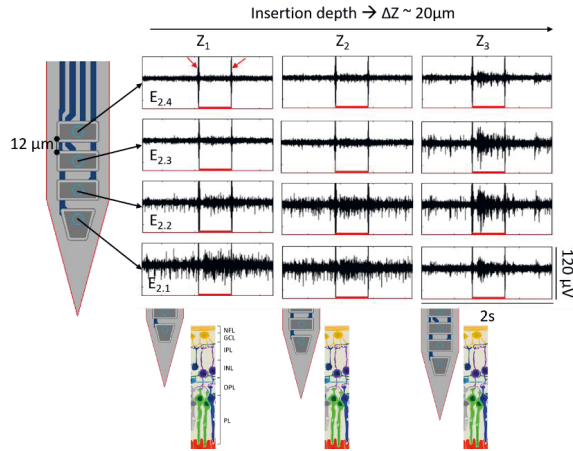 Insertion depth → ΔZ ~ 20µm
Z1 Z2 Z3
E2.4
12 µm
E2.3
E2.2
E2.1
120 µV
2s
NFL
GCL
IPL
INL
OPL
PL